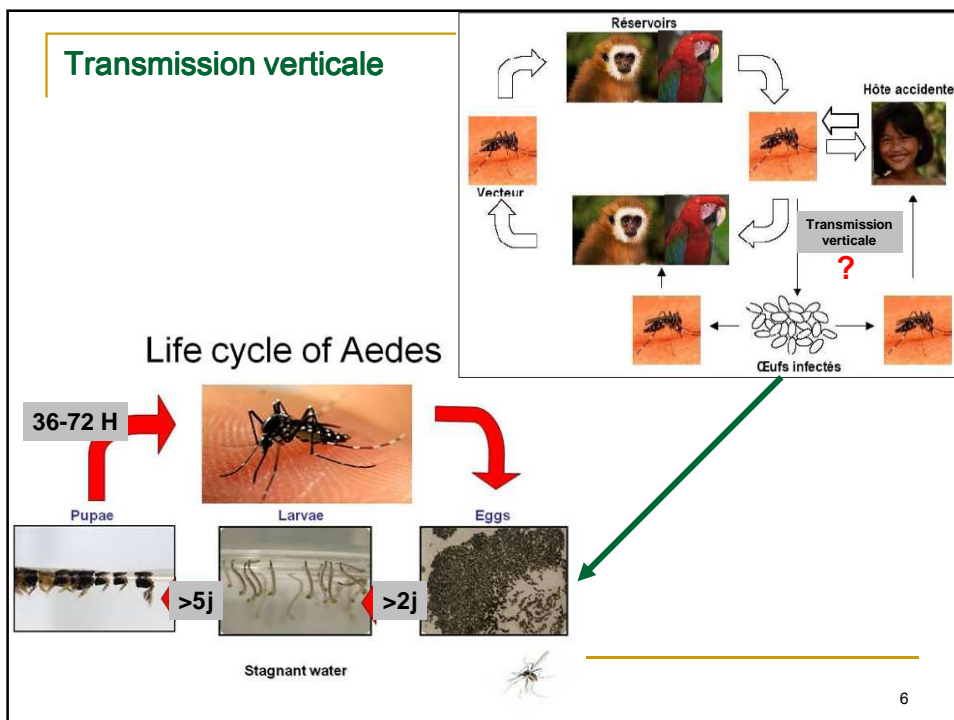 Transmission verticale
Réservoirs
Hôte accidente
Vecteur
Transmission
verticale
?
Œufs infectés
Life cycle of Aedes
36-72 H
Pupae
Larvae
Eggs
>5j
>2j
Stagnant water
6